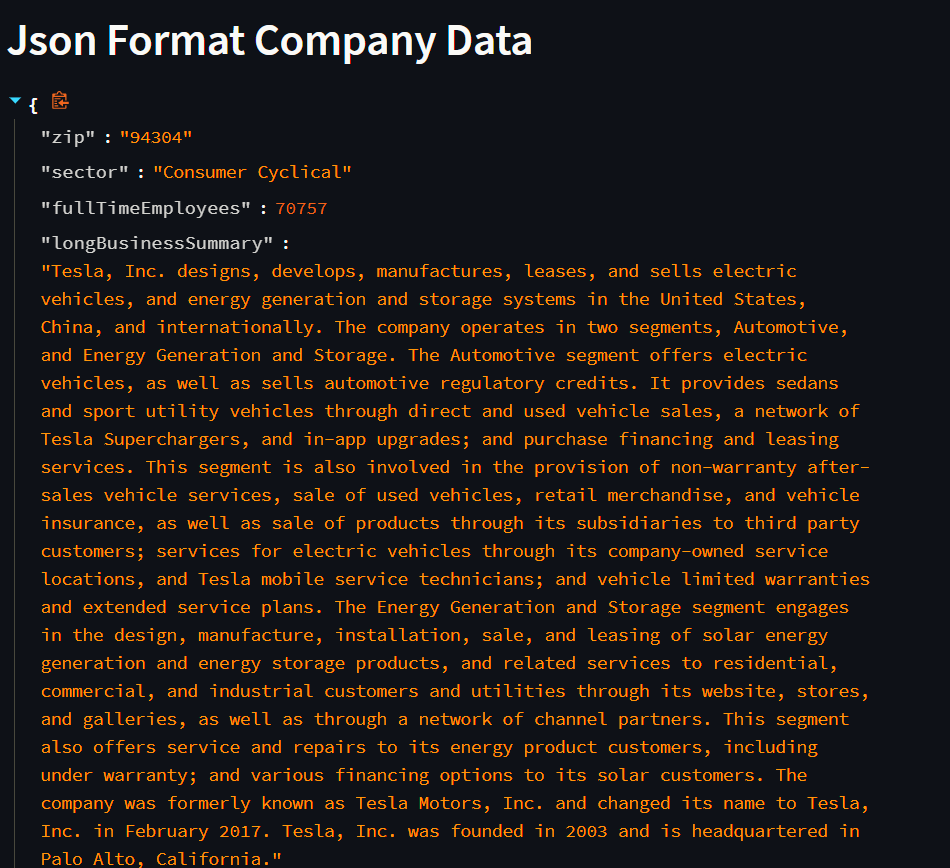 Json Format Company Data
{
"zip" : "94304"
"sector" : "Consumer Cyclical"
"fullTimeEmployees" : 70757
"longBusinessSummary" :
"Tesla, Inc. designs, develops, manufactures, leases, and sells electric
vehicles, and energy generation and storage systems in the United States,
China, and internationally. The company operates in two segments, Automotive,
and Energy Generation and Storage. The Automotive segment offers electric
vehicles, as well as sells automotive regulatory credits. It provides sedans
and sport utility vehicles through direct and used vehicle sales, a network of
Tesla Superchargers, and in-app upgrades; and purchase financing and leasing
services. This segment is also involved in the provision of non-warranty after-
sales vehicle services, sale of used vehicles, retail merchandise, and vehicle
insurance, as well as sale of products through its subsidiaries to third party
customers; services for electric vehicles through its company-owned service
locations, and Tesla mobile service technicians; and vehicle limited warranties
and extended service plans. The Energy Generation and Storage segment engages
in the design, manufacture, installation, sale, and leasing of solar energy
generation and energy storage products, and related services to residential,
commercial, and industrial customers and utilities through its website, stores,
and galleries, as well as through a network of channel partners. This segment
also offers service and repairs to its energy product customers, including
under warranty; and various financing options to its solar customers. The
company was formerly known as Tesla Motors, Inc. and changed its name to Tesla,
Inc. in February 2017. Tesla, Inc. was founded in 2003 and is headquartered in
Palo Alto, California."